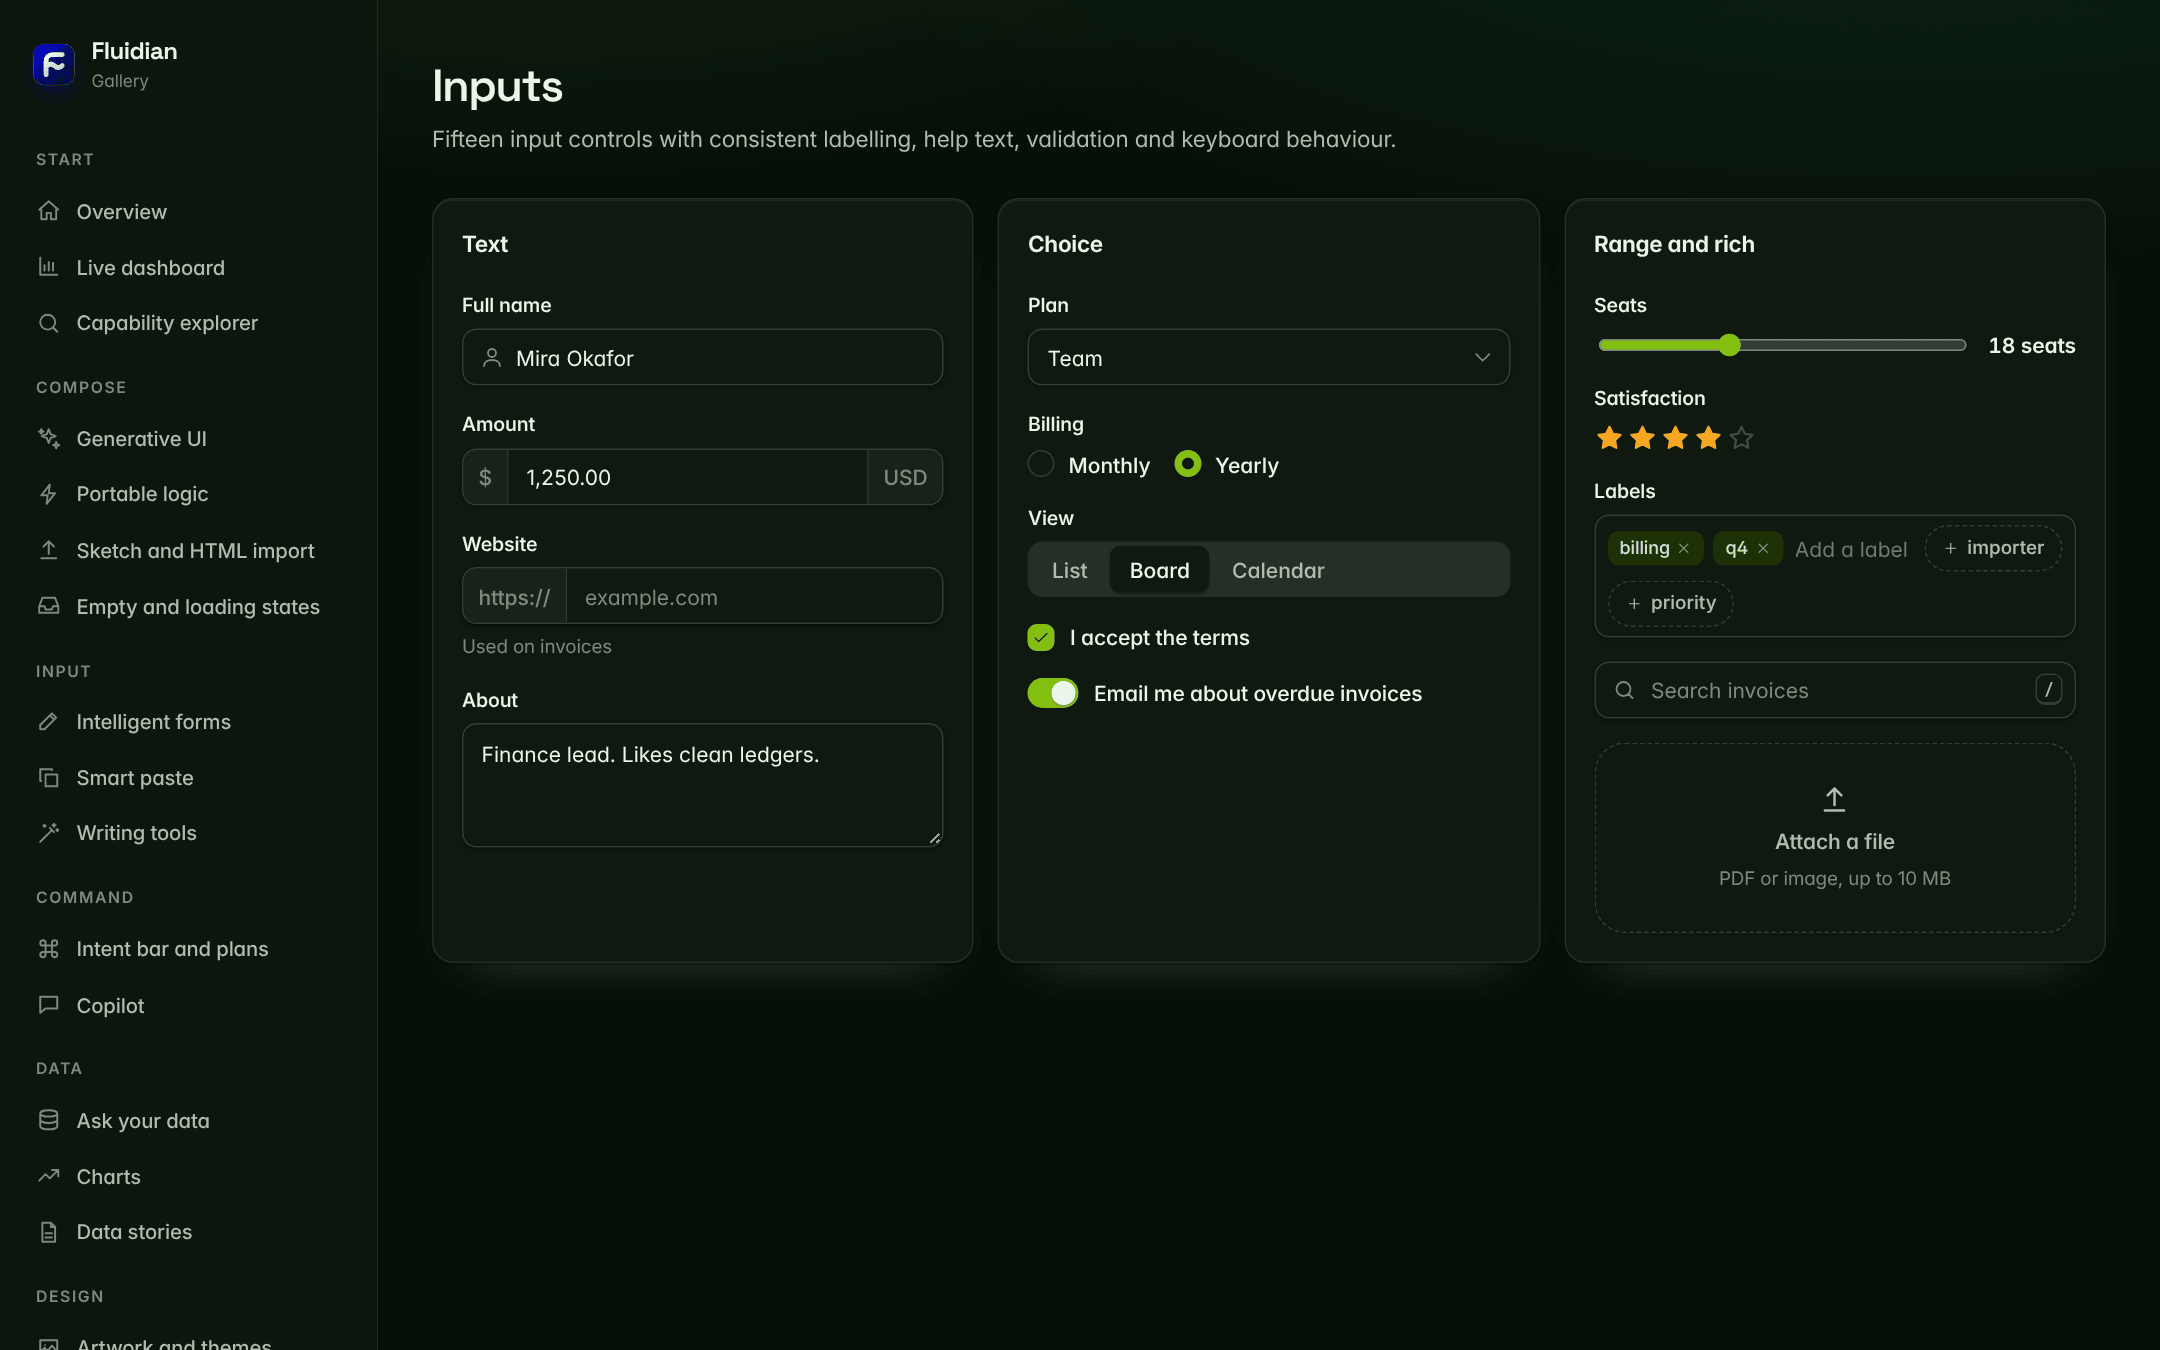 Fluidian
Gallery
START
Overview
Live dashboard
Capability explorer
COMPOSE
Generative UI
Portable logic
Sketch and HTML import
Empty and loading states
INPUT
Intelligent forms
Smart paste
Writing tools
COMMAND
Intent bar and plans
Copilot
DATA
Ask your data
Charts
Data stories
DESIGN
Artwork and themes
Inputs
Fifteen input controls with consistent labelling, help text, validation and keyboard behaviour.
Text
Full name
Mira Okafor
Amount
$ 1,250.00 USD
Website
https:// example.com
Used on invoices
About
Finance lead. Likes clean ledgers.
Choice
Plan
Team
Billing
Monthly Yearly
View
List Board Calendar
I accept the terms
Email me about overdue invoices
Range and rich
Seats
18 seats
Satisfaction
Labels
billing × q4 × Add a label + importer
+ priority
Search invoices /
Attach a file
PDF or image, up to 10 MB